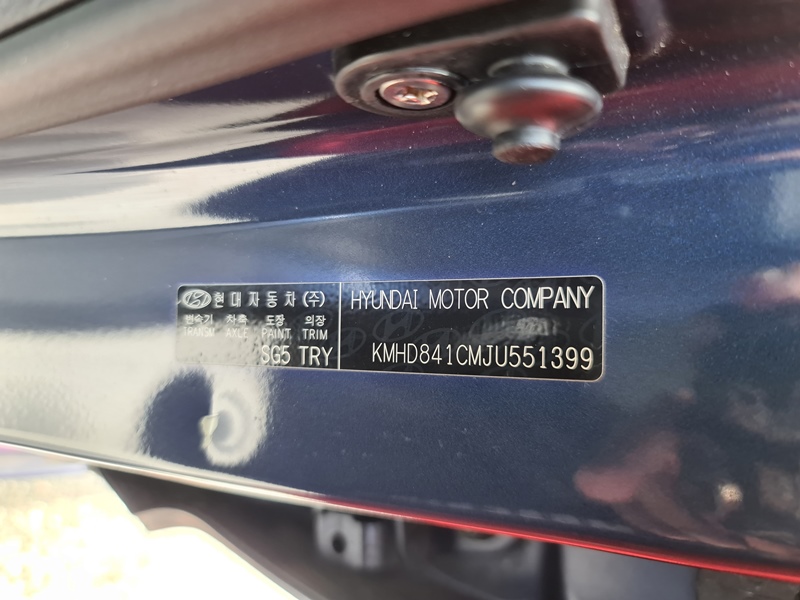 현대자동차(주)
변속기 차축 도장 의장
TRANSM AXLE PAINT TRIM
SG5 TRY
HYUNDAI MOTOR COMPANY
KMHD841CMJU551399